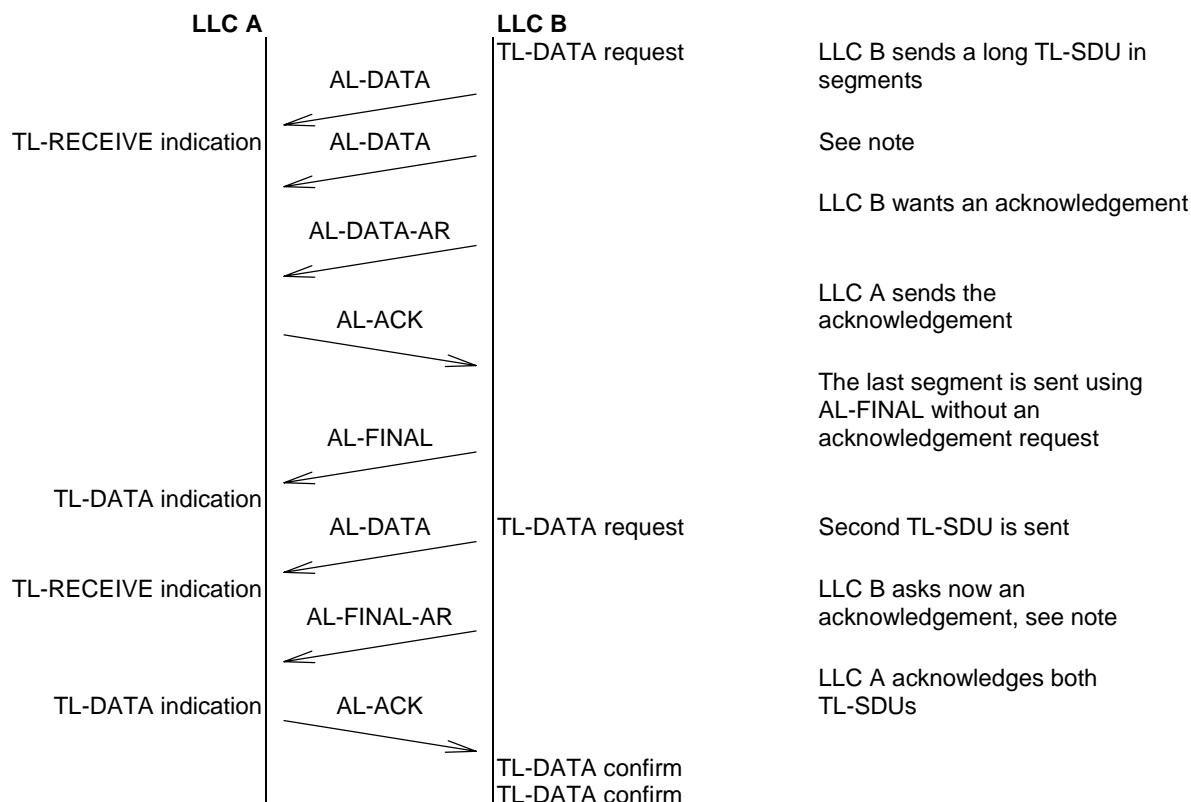 LLC A LLC B
TL-DATA request LLC B sends a long TL-SDU in
AL-DATA segments
TL-RECEIVE indication AL-DATA See note
LLC B wants an acknowledgement
AL-DATA-AR
LLC A sends the
AL-ACK acknowledgement
The last segment is sent using
AL-FINAL without an
AL-FINAL acknowledgement request
TL-DATA indication
AL-DATA TL-DATA request Second TL-SDU is sent
TL-RECEIVE indication LLC B asks now an
AL-FINAL-AR acknowledgement, see note
LLC A acknowledges both
TL-DATA indication AL-ACK TL-SDUs
TL-DATA confirm
TL-DATA confirm